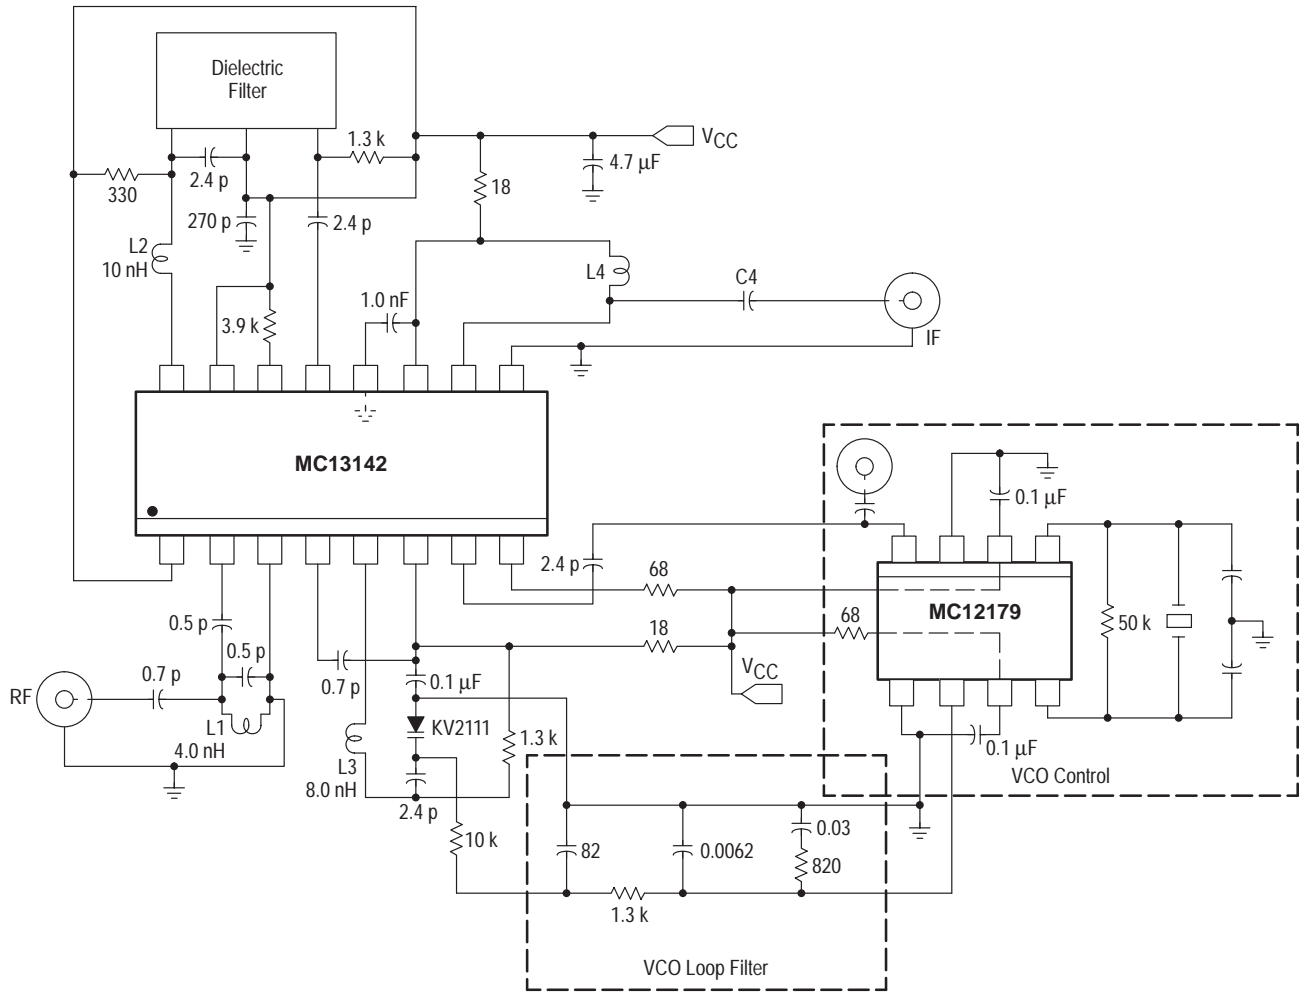 Dielectric
Filter
1.3 k
V_CC
4.7 μF
2.4 p
330
18
270 p
2.4 p
L2
10 nH
L4
C4
1.0 nF
3.9 k
IF
MC13142
0.1 μF
2.4 p
68
MC12179
50 k
68
0.5 p
18
0.5 p
V_CC
0.7 p
0.7 p
0.1 μF
RF
L1
4.0 nH
KV2111
1.3 k
0.1 μF
L3
8.0 nH
VCO Control
2.4 p
0.03
10 k
82
0.0062
820
1.3 k
VCO Loop Filter